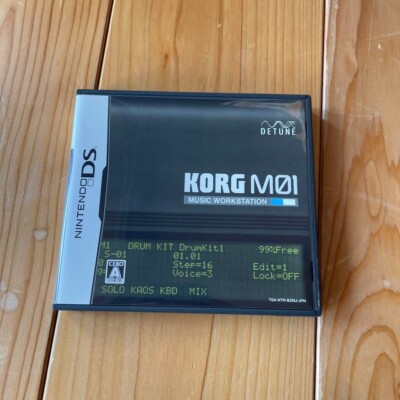 NINTENDO DS
DETUNE
KORG M01
MUSIC WORKSTATION
M1 DRUM KIT DrumKit1 99%Free
S-01 01.01
Step=16 Edit=1
Voice=3 Lock=OFF
SOLO KAOS KBD MIX
CERO
A